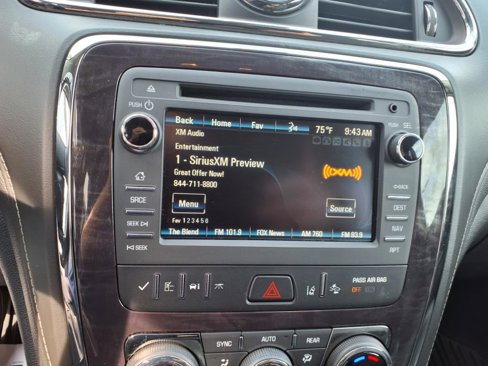 PUSH
PUSH SEL
Back Home Fav 75 °F 9:43 AM
XM Audio
Entertainment
1 - SiriusXM Preview
Great Offer Now!
844-711-8800
XM
Menu
Source
Fav 1 2 3 4 5 6
The Blend FM 101.9 FOX News AM 760 FM 93.9
SRCE
SEEK
SEEK
BACK
DEST
NAV
RPT
PASS AIR BAG
OFF
SYNC
AUTO
REAR